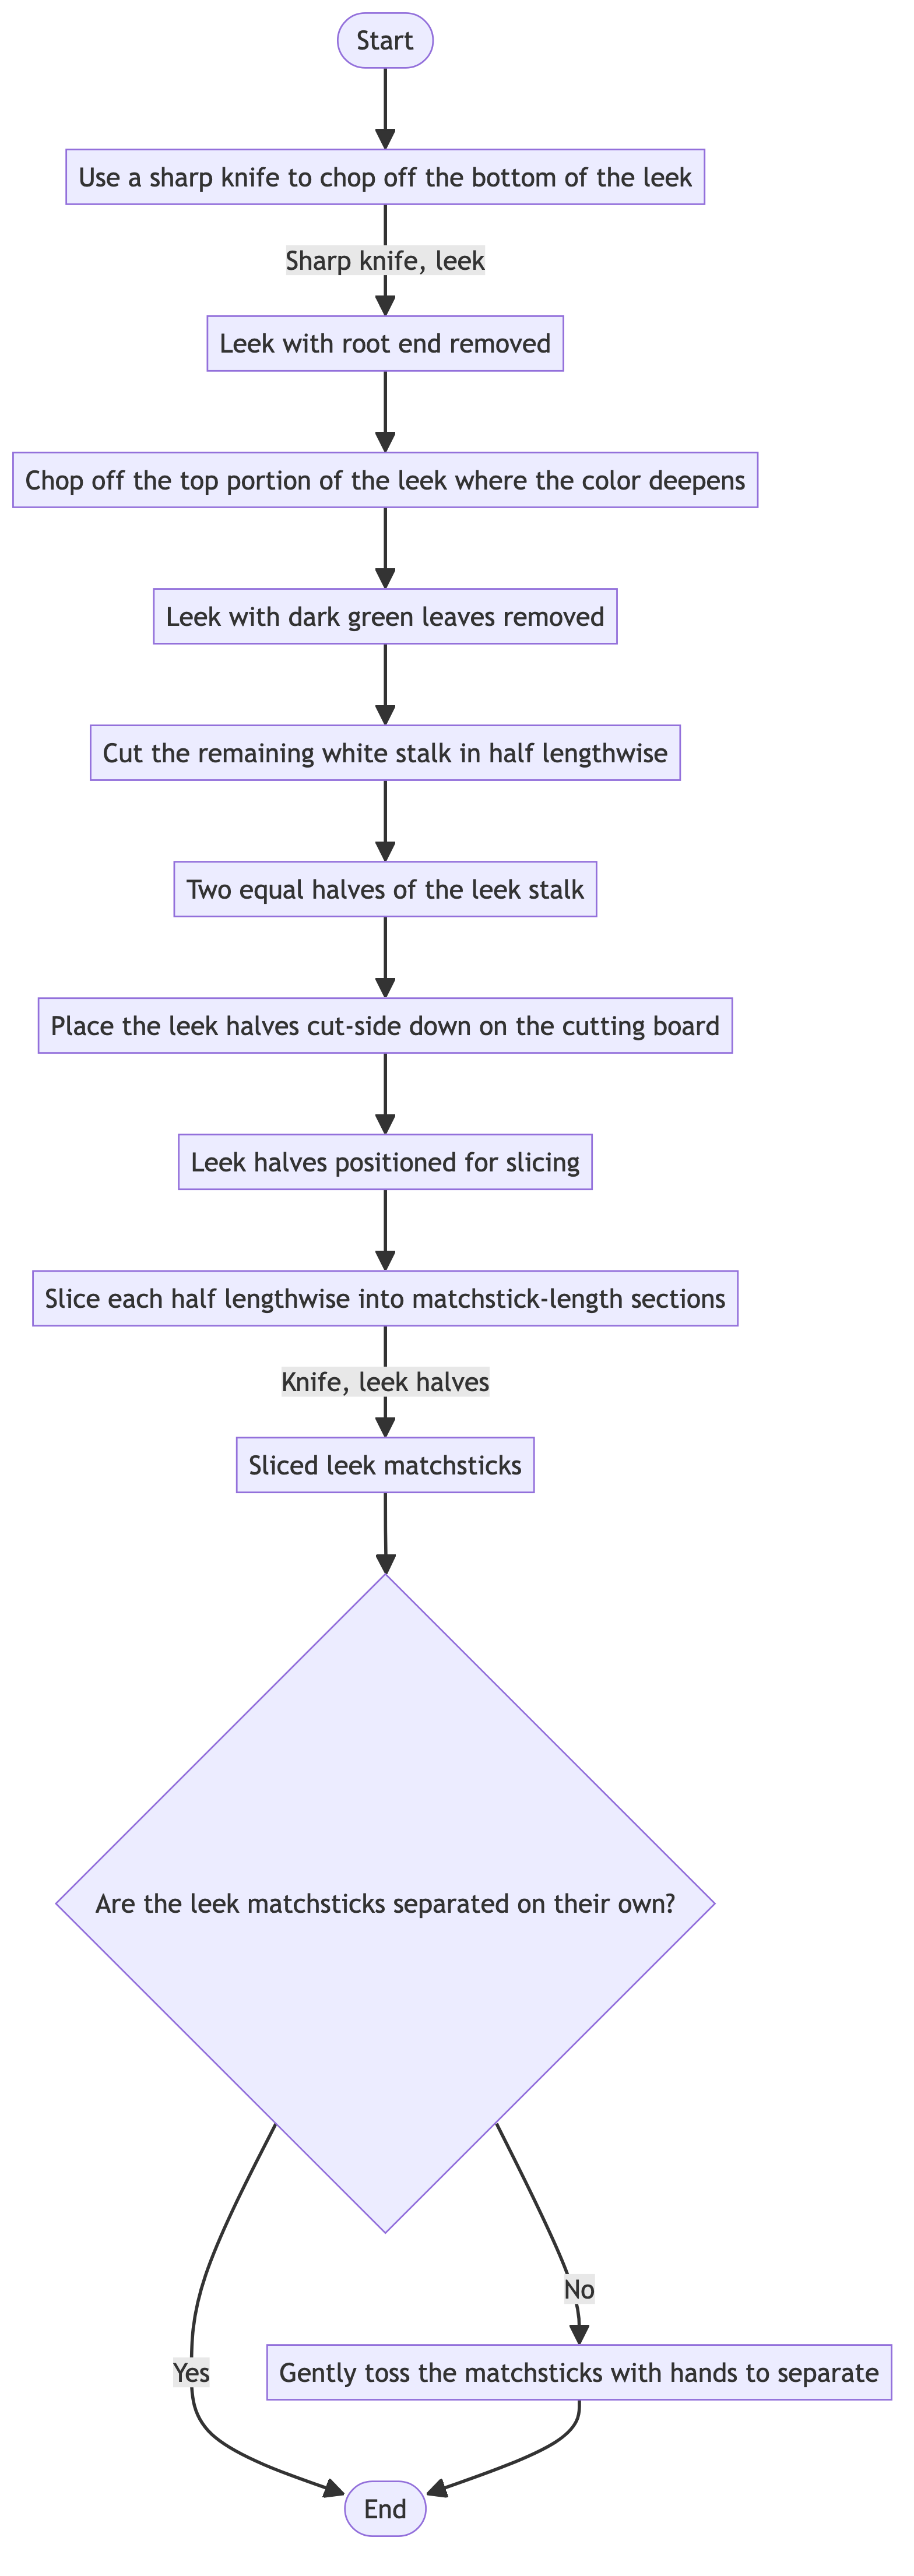 Start
Use a sharp knife to chop off the bottom of the leek
Sharp knife, leek
Leek with root end removed
Chop off the top portion of the leek where the color deepens
Leek with dark green leaves removed
Cut the remaining white stalk in half lengthwise
Two equal halves of the leek stalk
Place the leek halves cut-side down on the cutting board
Leek halves positioned for slicing
Slice each half lengthwise into matchstick-length sections
Knife, leek halves
Sliced leek matchsticks
Are the leek matchsticks separated on their own?
No
Yes
Gently toss the matchsticks with hands to separate
End